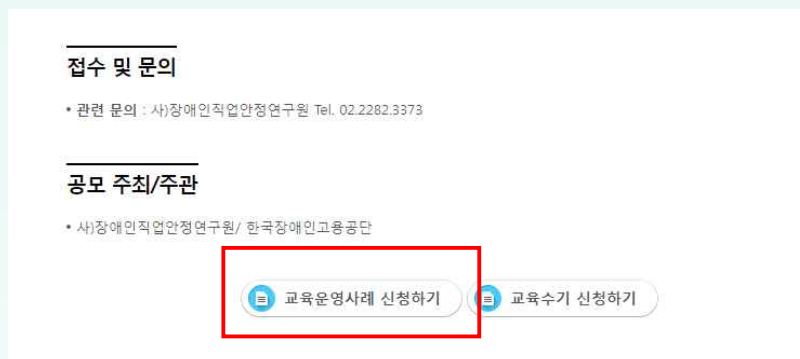 접수 및 문의
• 관련 문의 : 사)장애인직업안정연구원 Tel. 02.2282.3373
공모 주최/주관
• 사)장애인직업안정연구원/ 한국장애인고용공단
교육운영사례 신청하기 교육수기 신청하기